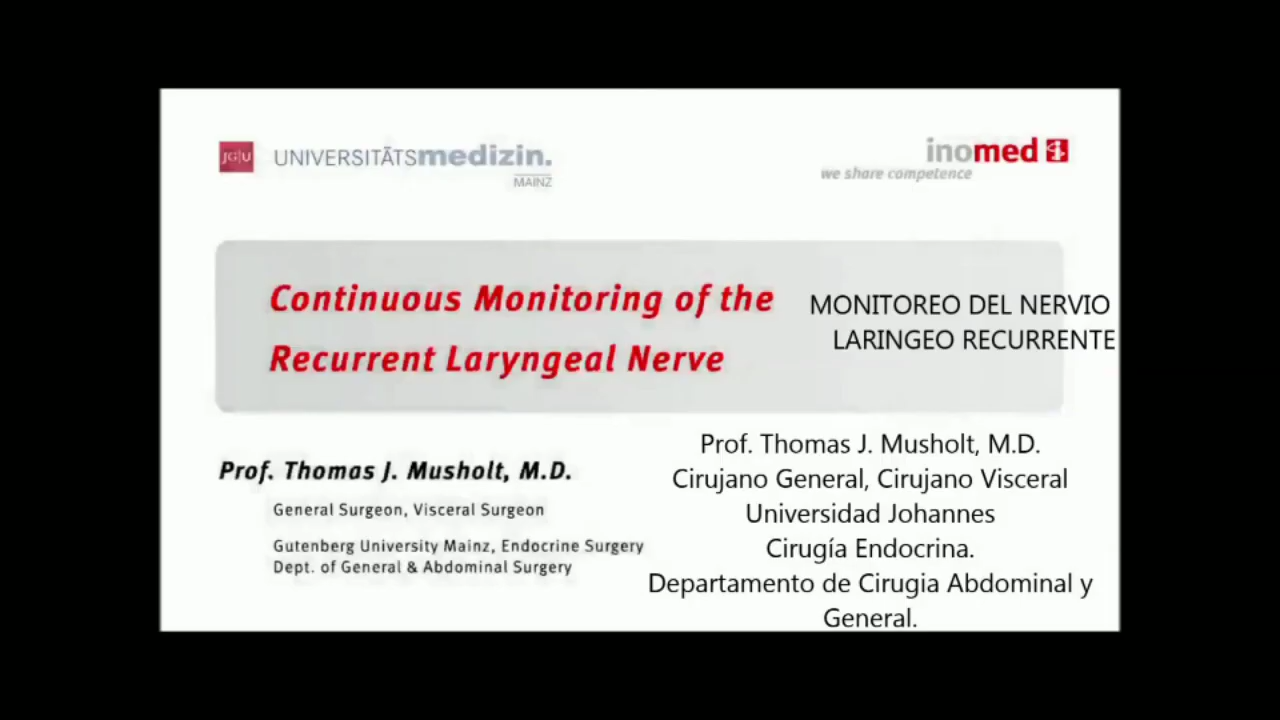 JG|U UNIVERSITÄTSmedizin.
MAINZ
inomed
we share competence
Continuous Monitoring of the
Recurrent Laryngeal Nerve
MONITOREO DEL NERVIO
LARINGEO RECURRENTE
Prof. Thomas J. Musholt, M.D.
General Surgeon, Visceral Surgeon
Gutenberg University Mainz, Endocrine Surgery
Dept. of General & Abdominal Surgery
Prof. Thomas J. Musholt, M.D.
Cirujano General, Cirujano Visceral
Universidad Johannes
Cirugía Endocrina.
Departamento de Cirugia Abdominal y
General.